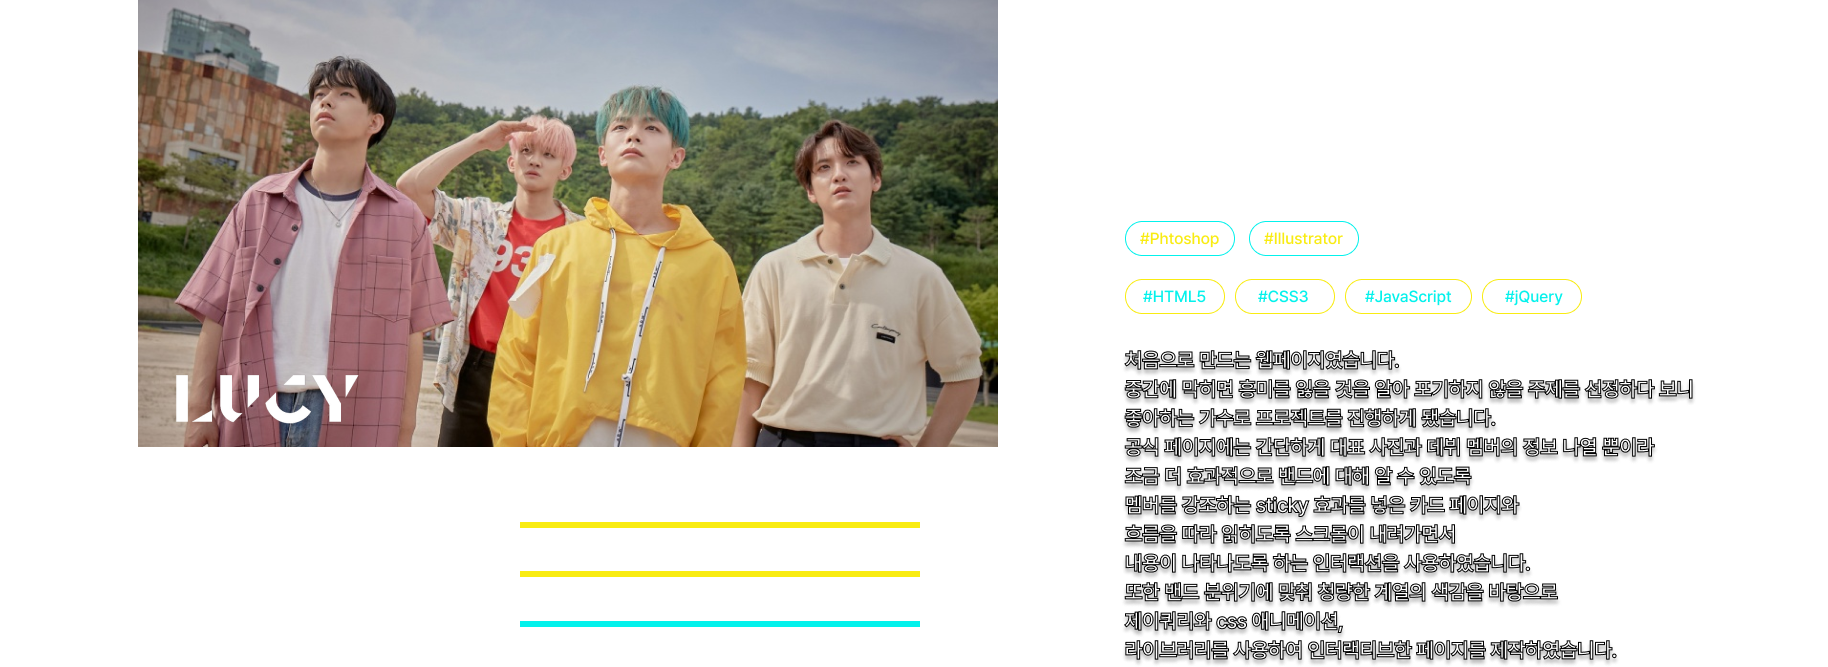 LUCY
93
#Phtoshop #Illustrator
#HTML5 #CSS3 #JavaScript #jQuery
처음으로 만드는 웹페이지였습니다.
중간에 막히면 흥미를 잃을 것을 알아 포기하지 않을 주제를 선정하다 보니
좋아하는 가수로 프로젝트를 진행하게 됐습니다.
공식 페이지에는 간단하게 대표 사진과 데뷔 멤버의 정보 나열 뿐이라
조금 더 효과적으로 밴드에 대해 알 수 있도록
멤버를 강조하는 sticky 효과를 넣은 카드 페이지와
흐름을 따라 읽히도록 스크롤이 내려가면서
내용이 나타나도록 하는 인터랙션을 사용하였습니다.
또한 밴드 분위기에 맞춰 청량한 계열의 색감을 바탕으로
제이쿼리와 css 애니메이션,
라이브러리를 사용하여 인터랙티브한 페이지를 제작하였습니다.